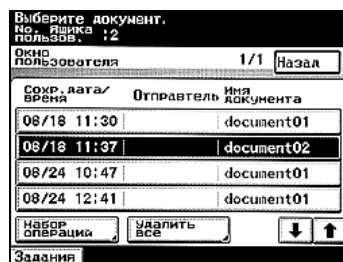 Выберите документ.
No. Ящика пользов. :2
Окно пользователя 1/1 Назад
Сохр.дата/ время Отправтель Имя документа
08/18 11:30 document01
08/18 11:37 document02
08/24 10:47 document01
08/24 12:41 document01
Набор операций Удалить все
Задания